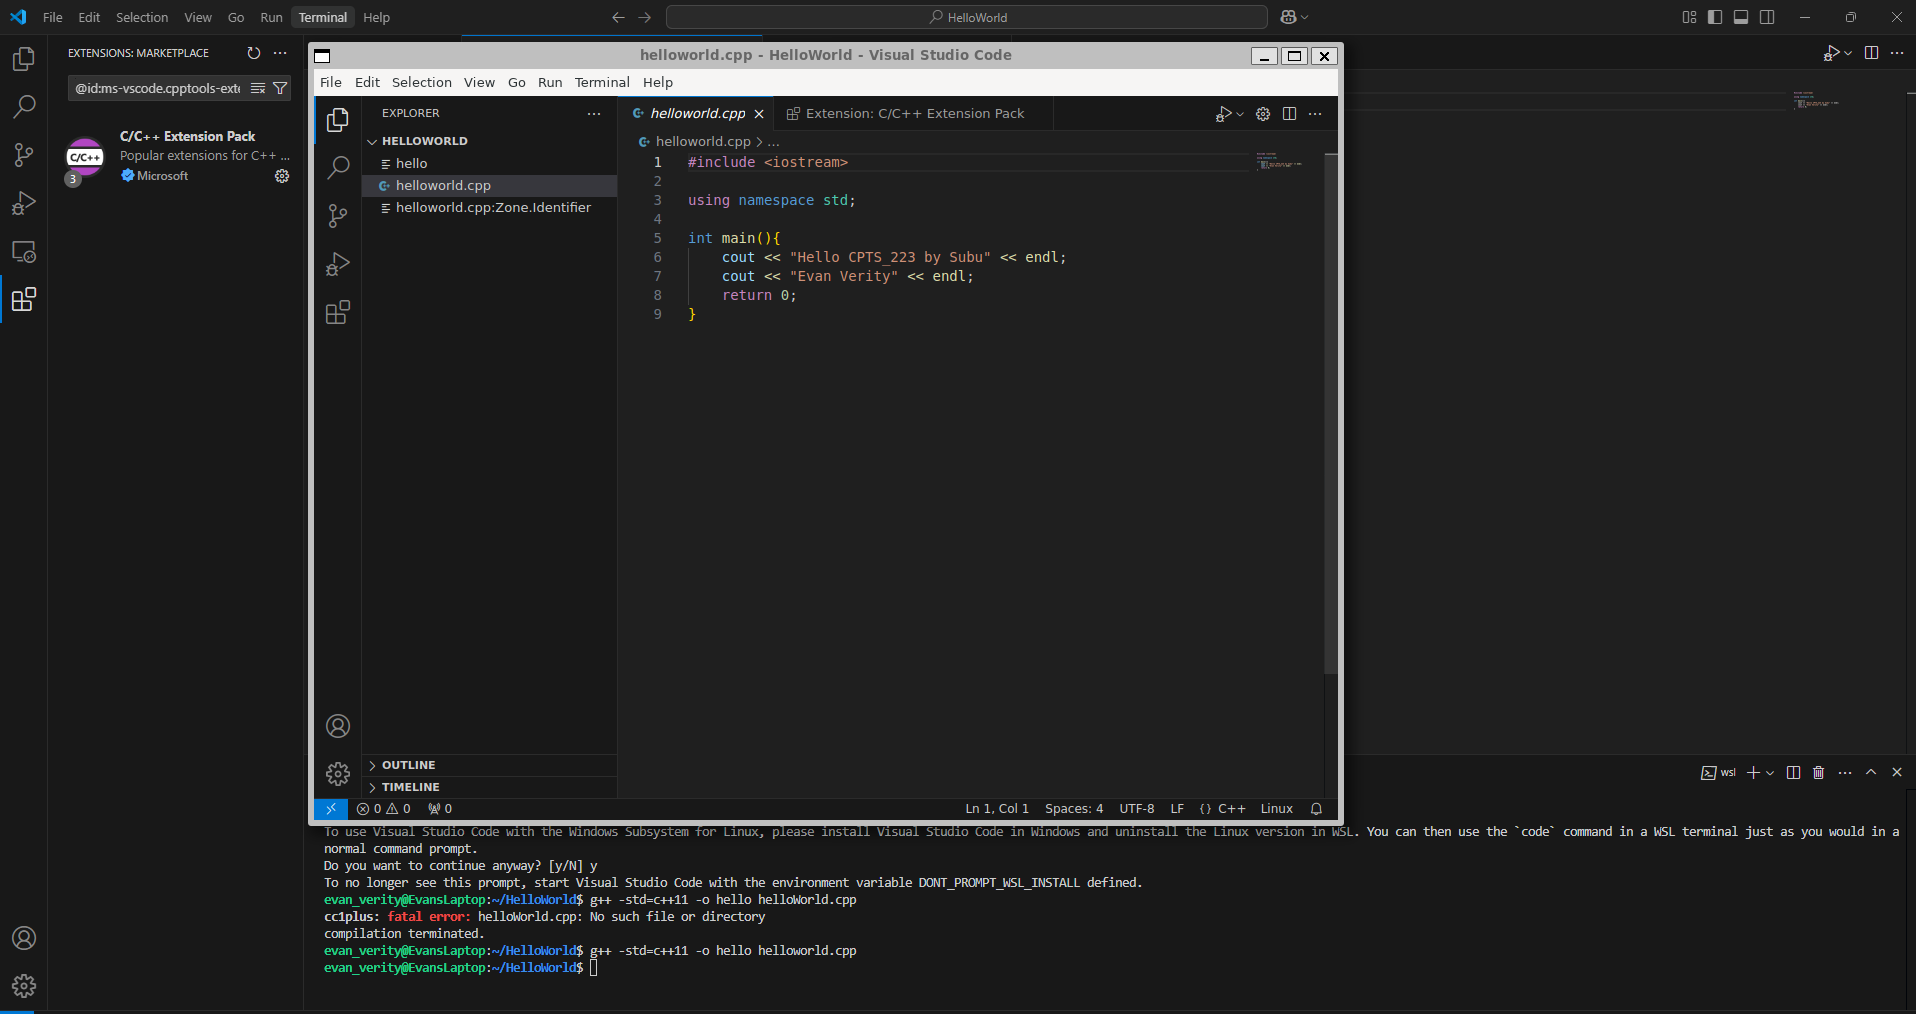 File Edit Selection View Go Run Terminal Help
HelloWorld
EXTENSIONS: MARKETPLACE
@id:ms-vscode.cpptools-exte
C/C++
3
C/C++ Extension Pack
Popular extensions for C++ ...
Microsoft
helloworld.cpp - HelloWorld - Visual Studio Code
File Edit Selection View Go Run Terminal Help
EXPLORER
HELLOWORLD
hello
helloworld.cpp
helloworld.cpp:Zone.Identifier
OUTLINE
TIMELINE
helloworld.cpp
Extension: C/C++ Extension Pack
helloworld.cpp > ...
1 #include <iostream>
2
3 using namespace std;
4
5 int main(){
6 cout << "Hello CPTS_223 by Subu" << endl;
7 cout << "Evan Verity" << endl;
8 return 0;
9 }
0 0 0
Ln 1, Col 1 Spaces: 4 UTF-8 LF {} C++ Linux
wsl
To use Visual Studio Code with the Windows Subsystem for Linux, please install Visual Studio Code in Windows and uninstall the Linux version in WSL. You can then use the `code` command in a WSL terminal just as you would in a
normal command prompt.
Do you want to continue anyway? [y/N] y
To no longer see this prompt, start Visual Studio Code with the environment variable DONT_PROMPT_WSL_INSTALL defined.
evan_verity@EvansLaptop:~/HelloWorld$ g++ -std=c++11 -o hello helloWorld.cpp
cc1plus: fatal error: helloWorld.cpp: No such file or directory
compilation terminated.
evan_verity@EvansLaptop:~/HelloWorld$ g++ -std=c++11 -o hello helloworld.cpp
evan_verity@EvansLaptop:~/HelloWorld$